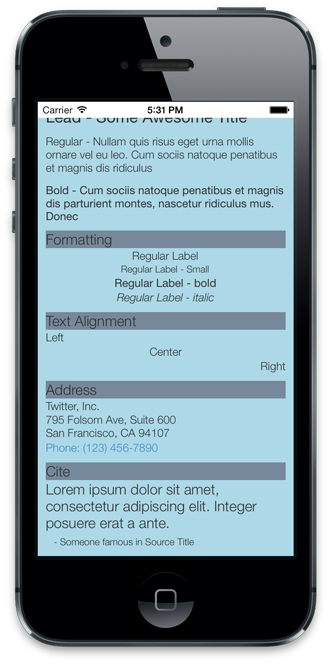 Carrier 5:31 PM
Lead - Some Awesome Title
Regular - Nullam quis risus eget urna mollis
ornare vel eu leo. Cum sociis natoque penatibus
et magnis dis ridiculus
Bold - Cum sociis natoque penatibus et magnis
dis parturient montes, nascetur ridiculus mus.
Donec
Formatting
Regular Label
Regular Label - Small
Regular Label - bold
Regular Label - italic
Text Alignment
Left
Center
Right
Address
Twitter, Inc.
795 Folsom Ave, Suite 600
San Francisco, CA 94107
Phone: (123) 456-7890
Cite
Lorem ipsum dolor sit amet,
consectetur adipiscing elit. Integer
posuere erat a ante.
- Someone famous in Source Title